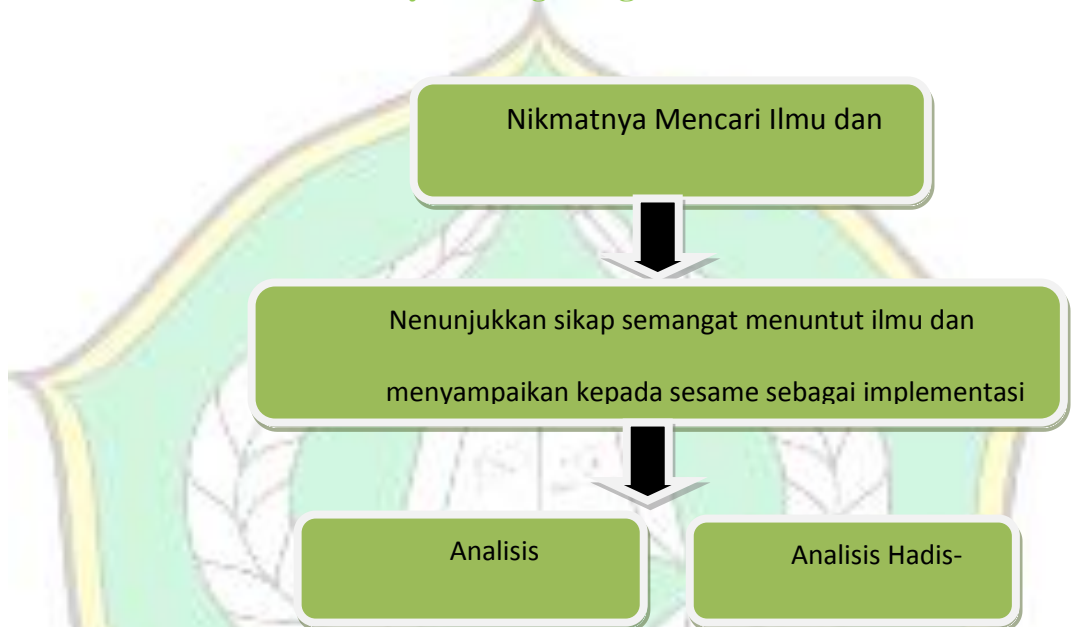 Nikmatnya Mencari Ilmu dan
Nenunjukkan sikap semangat menuntut ilmu dan
menyampaikan kepada sesame sebagai implementasi
Analisis
Analisis Hadis-